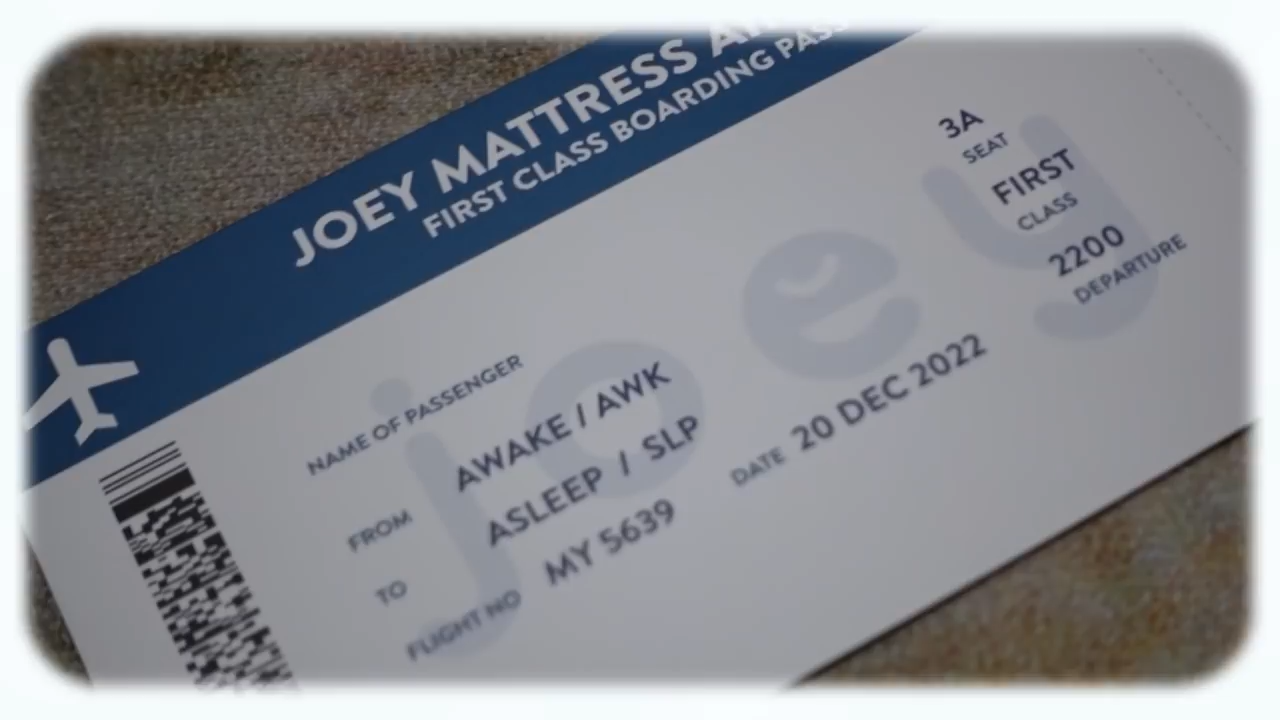 JOEY MATTRESS
FIRST CLASS BOARDING PASS
NAME OF PASSENGER
FROM AWAKE / AWK
TO ASLEEP / SLP
FLIGHT NO MY 5639
DATE 20 DEC 2022
3A
SEAT
FIRST
CLASS
2200
DEPARTURE
joey